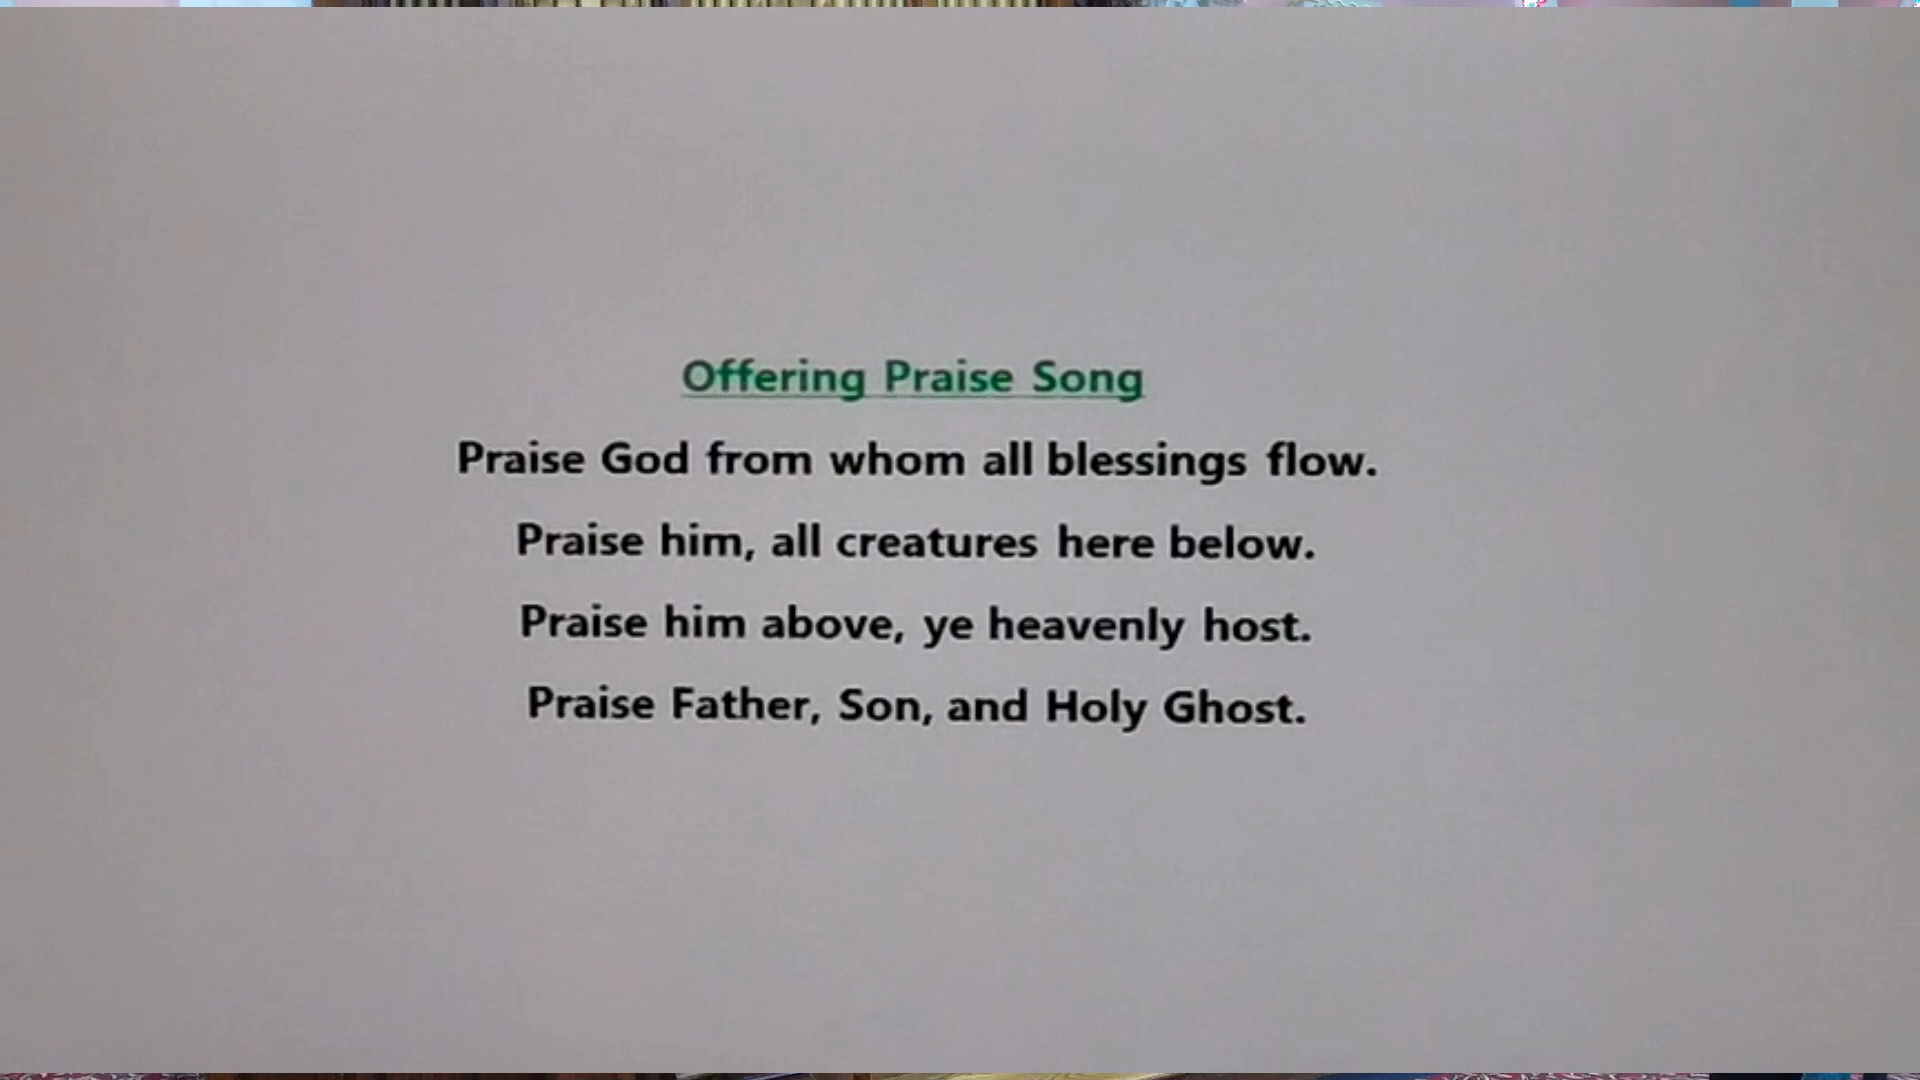 Offering Praise Song
Praise God from whom all blessings flow.
Praise him, all creatures here below.
Praise him above, ye heavenly host.
Praise Father, Son, and Holy Ghost.